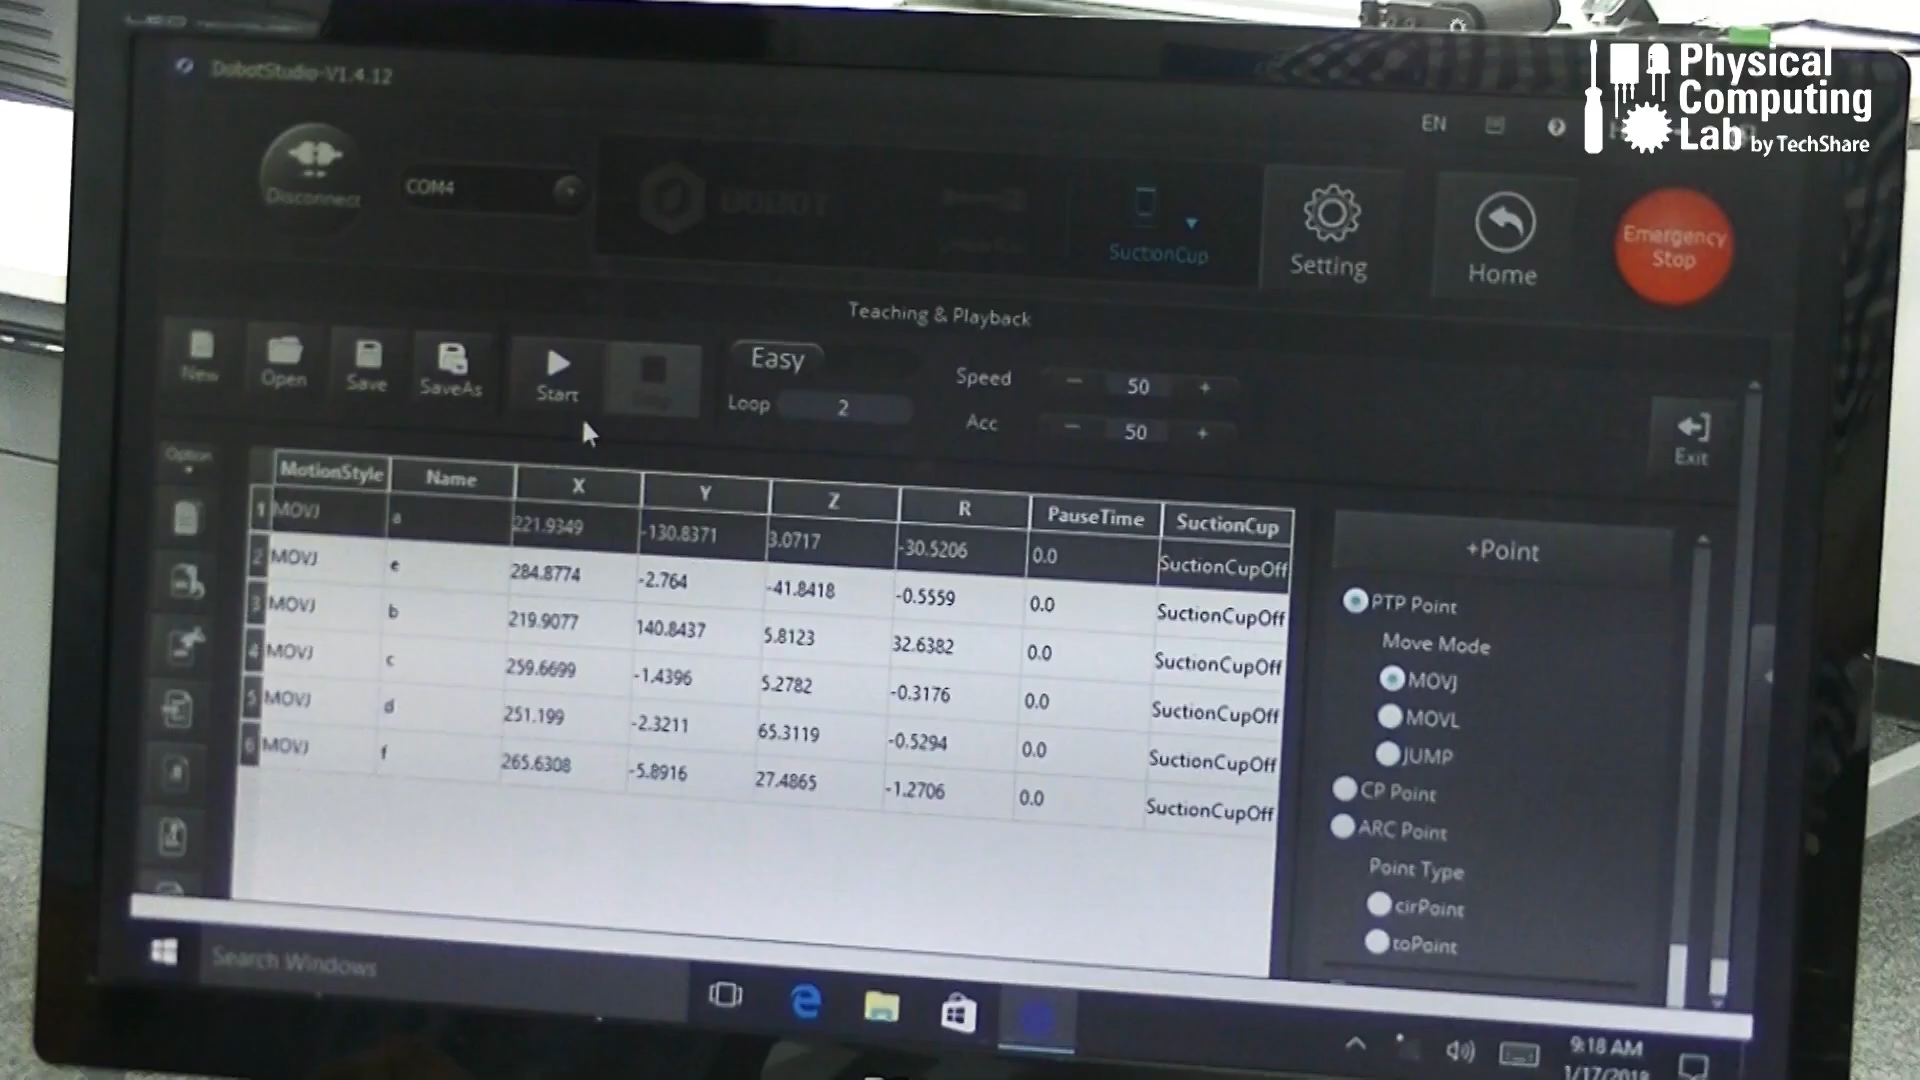 DobotStudio-V1.4.12
Physical
Computing
Lab by TechShare
EN
Disconnect
COM4
DOBOT
SuctionCup
Setting
Home
Emergency
Stop
Teaching & Playback
New
Open
Save
SaveAs
Start
Easy
Loop 2
Speed - 50 +
Acc - 50 +
Exit
Option
MotionStyle Name X Y Z R PauseTime SuctionCup
1 MOVJ a 221.9349 -130.8371 3.0717 -30.5206 0.0 SuctionCupOff
2 MOVJ e 284.8774 -2.764 -41.8418 -0.5559 0.0 SuctionCupOff
3 MOVJ b 219.9077 140.8437 5.8123 32.6382 0.0 SuctionCupOff
4 MOVJ c 259.6699 -1.4396 5.2782 -0.3176 0.0 SuctionCupOff
5 MOVJ d 251.199 -2.3211 65.3119 -0.5294 0.0 SuctionCupOff
6 MOVJ f 265.6308 -5.8916 27.4865 -1.2706 0.0 SuctionCupOff
+Point
PTP Point
Move Mode
MOVJ
MOVL
JUMP
CP Point
ARC Point
Point Type
cirPoint
toPoint
Search Windows
9:18 AM
1/17/2018